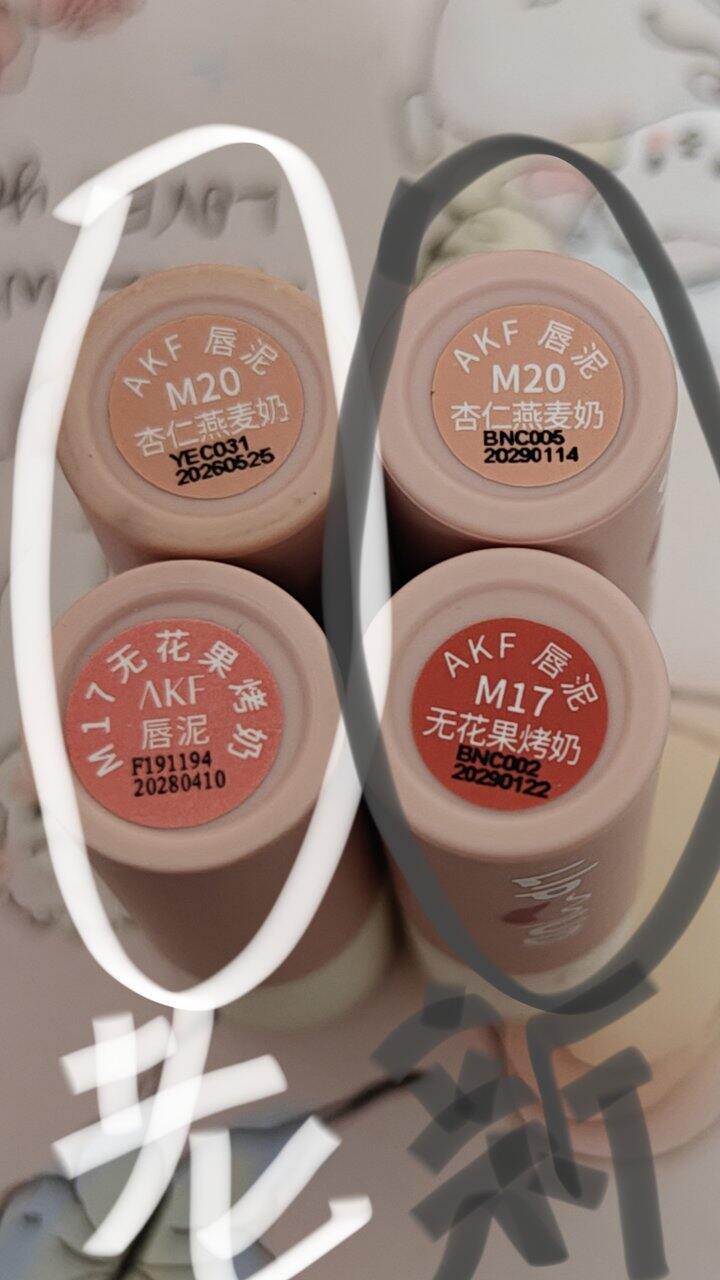 AKF 唇泥
M20
杏仁燕麦奶
YEC031
20260525
AKF 唇泥
M20
杏仁燕麦奶
BNC005
20290114
M17无花果烤奶
AKF
唇泥
F191194
20280410
AKF 唇泥
M17
无花果烤奶
BNC002
20290122
老
新